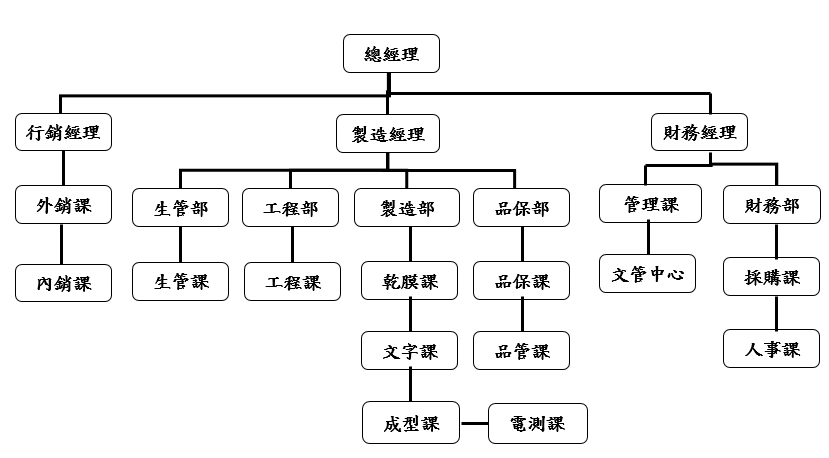 總經理
行銷經理
製造經理
財務經理
外銷課
生管部
工程部
製造部
品保部
管理課
財務部
內銷課
生管課
工程課
乾膜課
品保課
文管中心
採購課
文字課
品管課
人事課
成型課
電測課